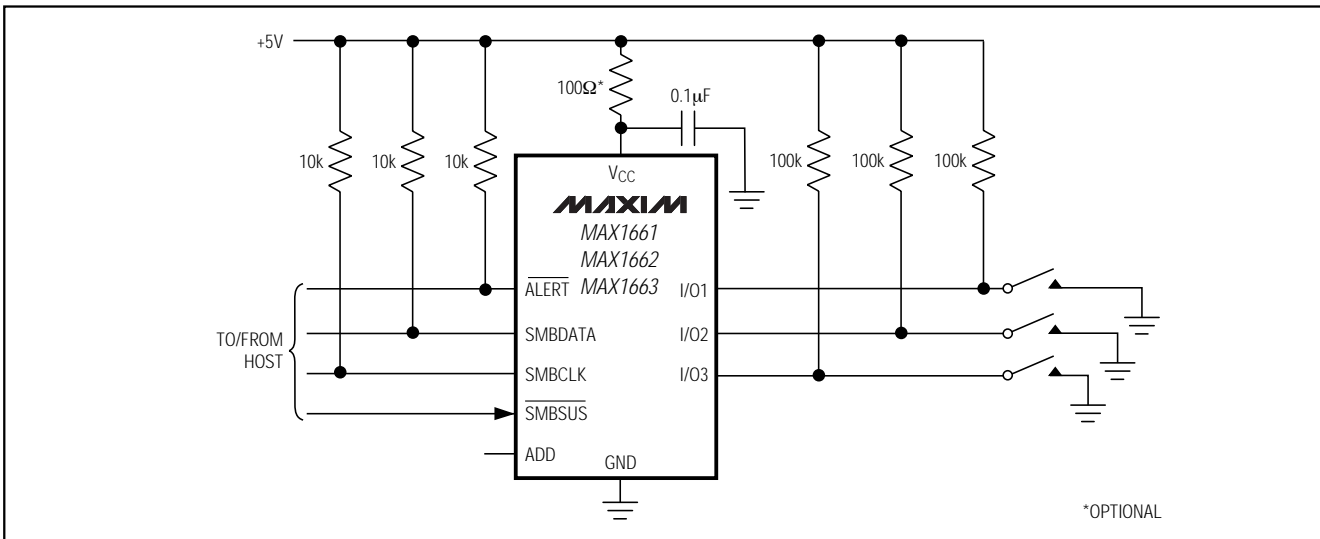 +5V
100Ω*
0.1μF
10k
10k
10k
100k
100k
100k
VCC
MAXIM
MAX1661
MAX1662
MAX1663
ALERT
I/O1
SMBDATA
I/O2
TO/FROM
HOST
SMBCLK
I/O3
SMBSUS
ADD
GND
*OPTIONAL